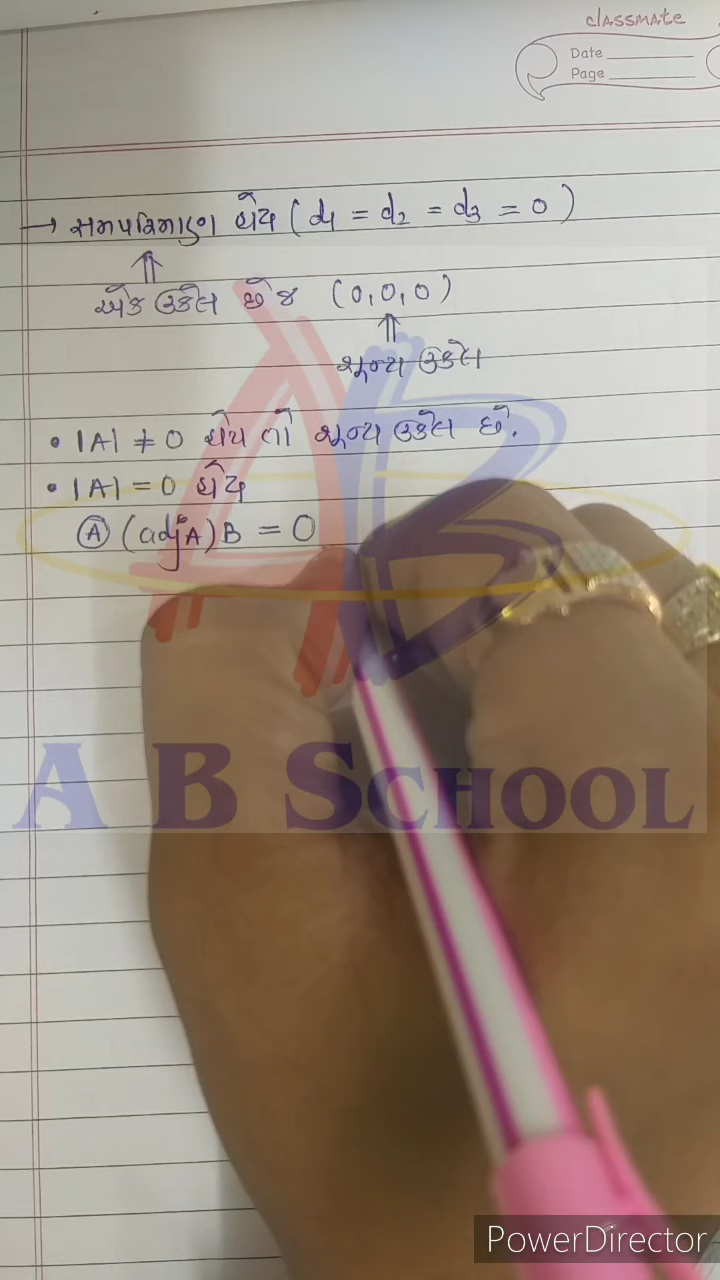 classmate
Date
Page
→ સમપરિમાણ હોય ( d₁ = d₂ = d₃ = 0 )
⇑
એક ઉકેલ છે જ (0,0,0)
⇑
શૂન્ય ઉકેલ
• |A| ≠ 0 હોય તો શૂન્ય ઉકેલ છે.
• |A| = 0 હોય
Ⓐ (adjA)B = 0
AB
A B SCHOOL
PowerDirector